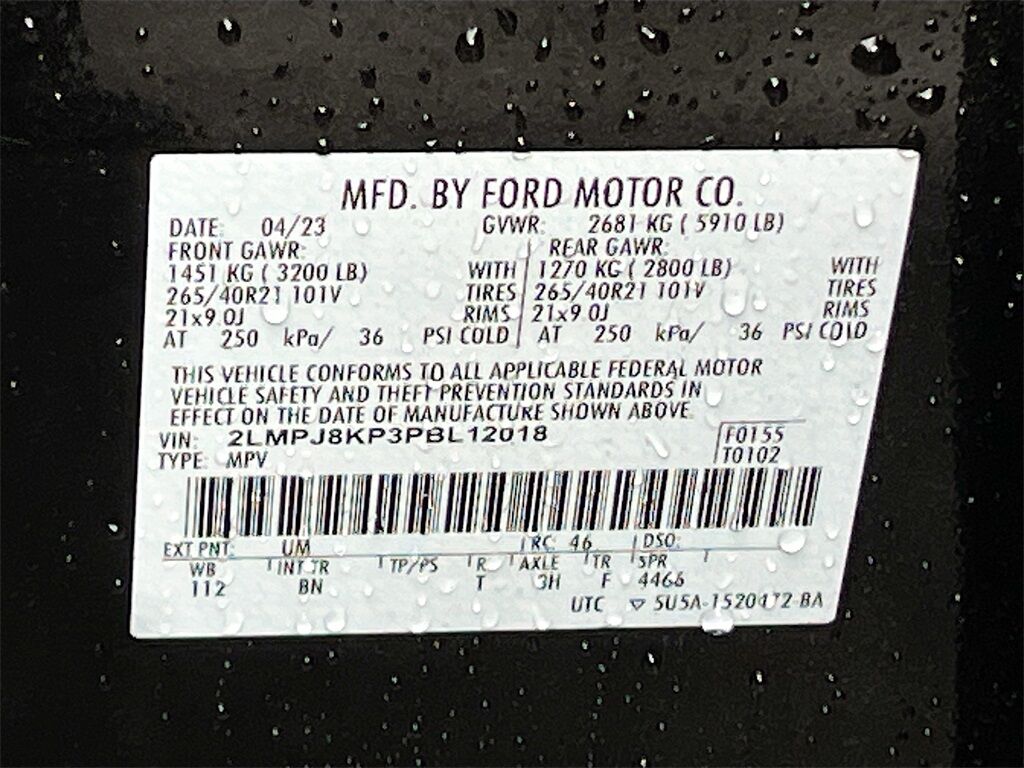 MFD. BY FORD MOTOR CO.
DATE: 04/23 GVWR: 2681 KG ( 5910 LB)
FRONT GAWR: REAR GAWR:
1451 KG ( 3200 LB) WITH 1270 KG ( 2800 LB) WITH
265/40R21 101V TIRES 265/40R21 101V TIRES
21x9.0J RIMS 21x9.0J RIMS
AT 250 kPa/ 36 PSI COLD AT 250 kPa/ 36 PSI COLD
THIS VEHICLE CONFORMS TO ALL APPLICABLE FEDERAL MOTOR
VEHICLE SAFETY AND THEFT PREVENTION STANDARDS IN
EFFECT ON THE DATE OF MANUFACTURE SHOWN ABOVE.
VIN: 2LMPJ8KP3PBL12018 F0155
TYPE: MPV T0102
EXT PNT: UM RC: 46 DSO:
WB INT TR TP/PS R AXLE TR SPR
112 BN T 3H F 4466
UTC ▽ 5U5A-1520472-BA